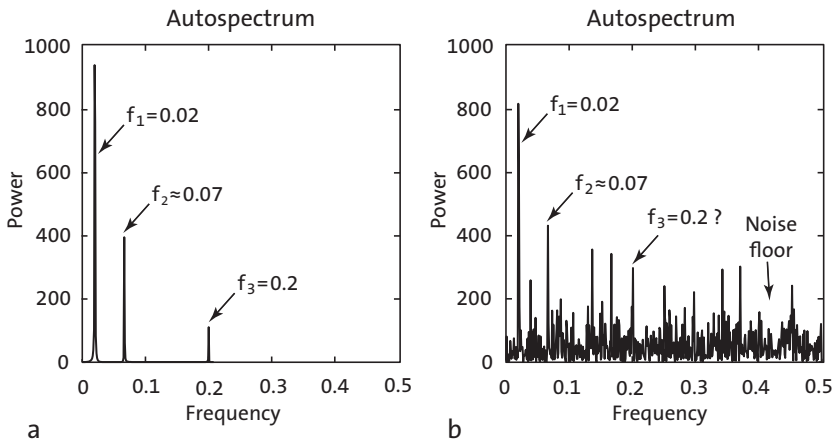 Autospectrum
1000
800
600
400
200
0
Power
f₁=0.02
f₂≈0.07
f₃=0.2
0 0.1 0.2 0.3 0.4 0.5
Frequency
a
Autospectrum
1000
800
600
400
200
0
Power
f₁=0.02
f₂≈0.07
f₃=0.2 ?
Noise
floor
0 0.1 0.2 0.3 0.4 0.5
Frequency
b